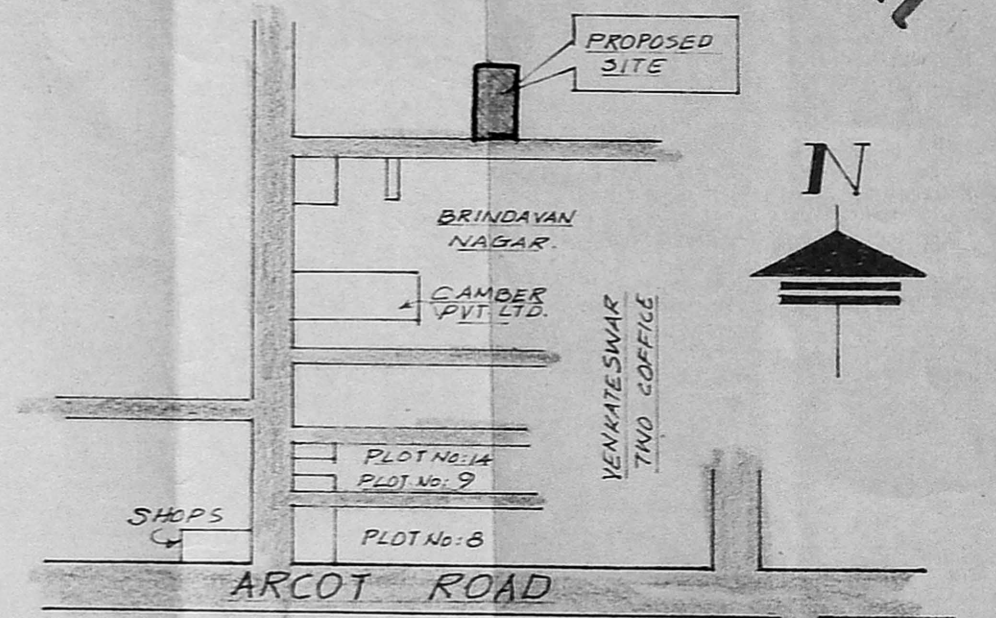 PROPOSED
SITE
N
BRINDAVAN
NAGAR.
CAMBER
PVT. LTD.
VENKATESWAR
TWO COFFICE
PLOT No:14
PLOT No: 9
SHOPS
PLOT No:8
ARCOT ROAD